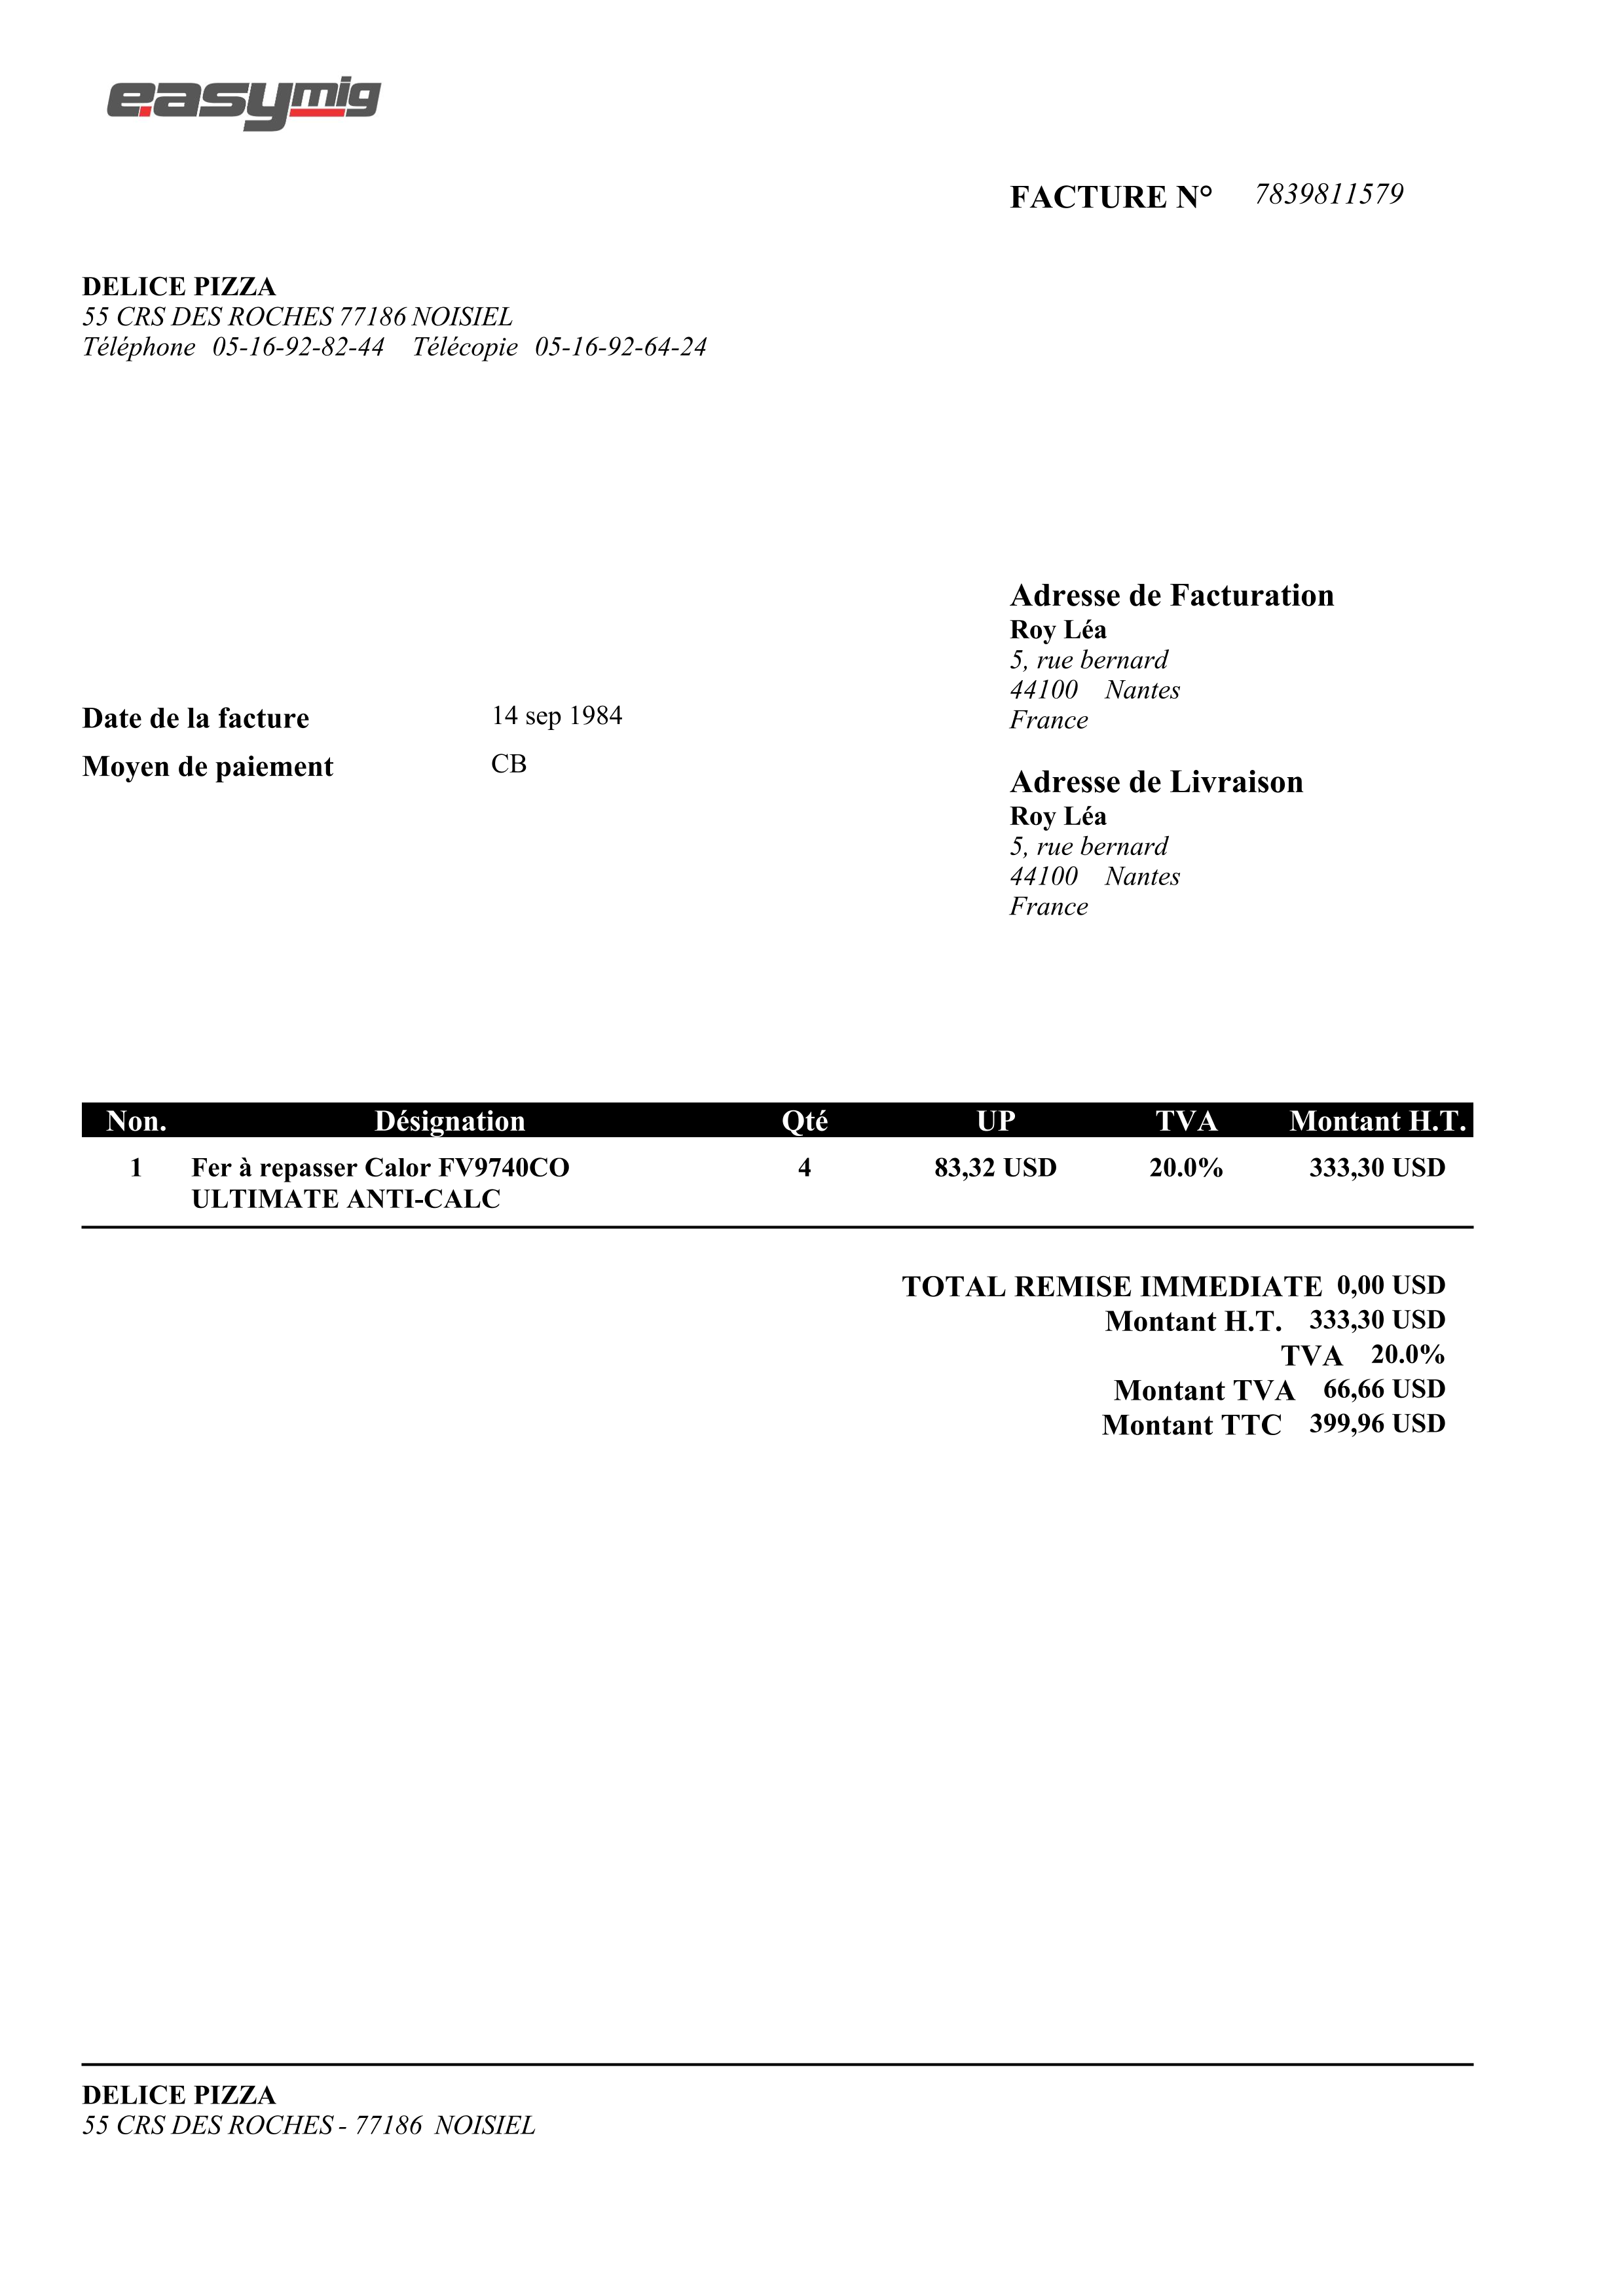 easymig
FACTURE N° 7839811579
DELICE PIZZA
55 CRS DES ROCHES 77186 NOISIEL
Téléphone 05-16-92-82-44 Télécopie 05-16-92-64-24
Adresse de Facturation
Roy Léa
5, rue bernard
44100 Nantes
France
Date de la facture 14 sep 1984
Moyen de paiement CB
Adresse de Livraison
Roy Léa
5, rue bernard
44100 Nantes
France
Non. Désignation Qté UP TVA Montant H.T.
1 Fer à repasser Calor FV9740CO 4 83,32 USD 20.0% 333,30 USD
ULTIMATE ANTI-CALC
TOTAL REMISE IMMEDIATE 0,00 USD
Montant H.T. 333,30 USD
TVA 20.0%
Montant TVA 66,66 USD
Montant TTC 399,96 USD
DELICE PIZZA
55 CRS DES ROCHES - 77186 NOISIEL